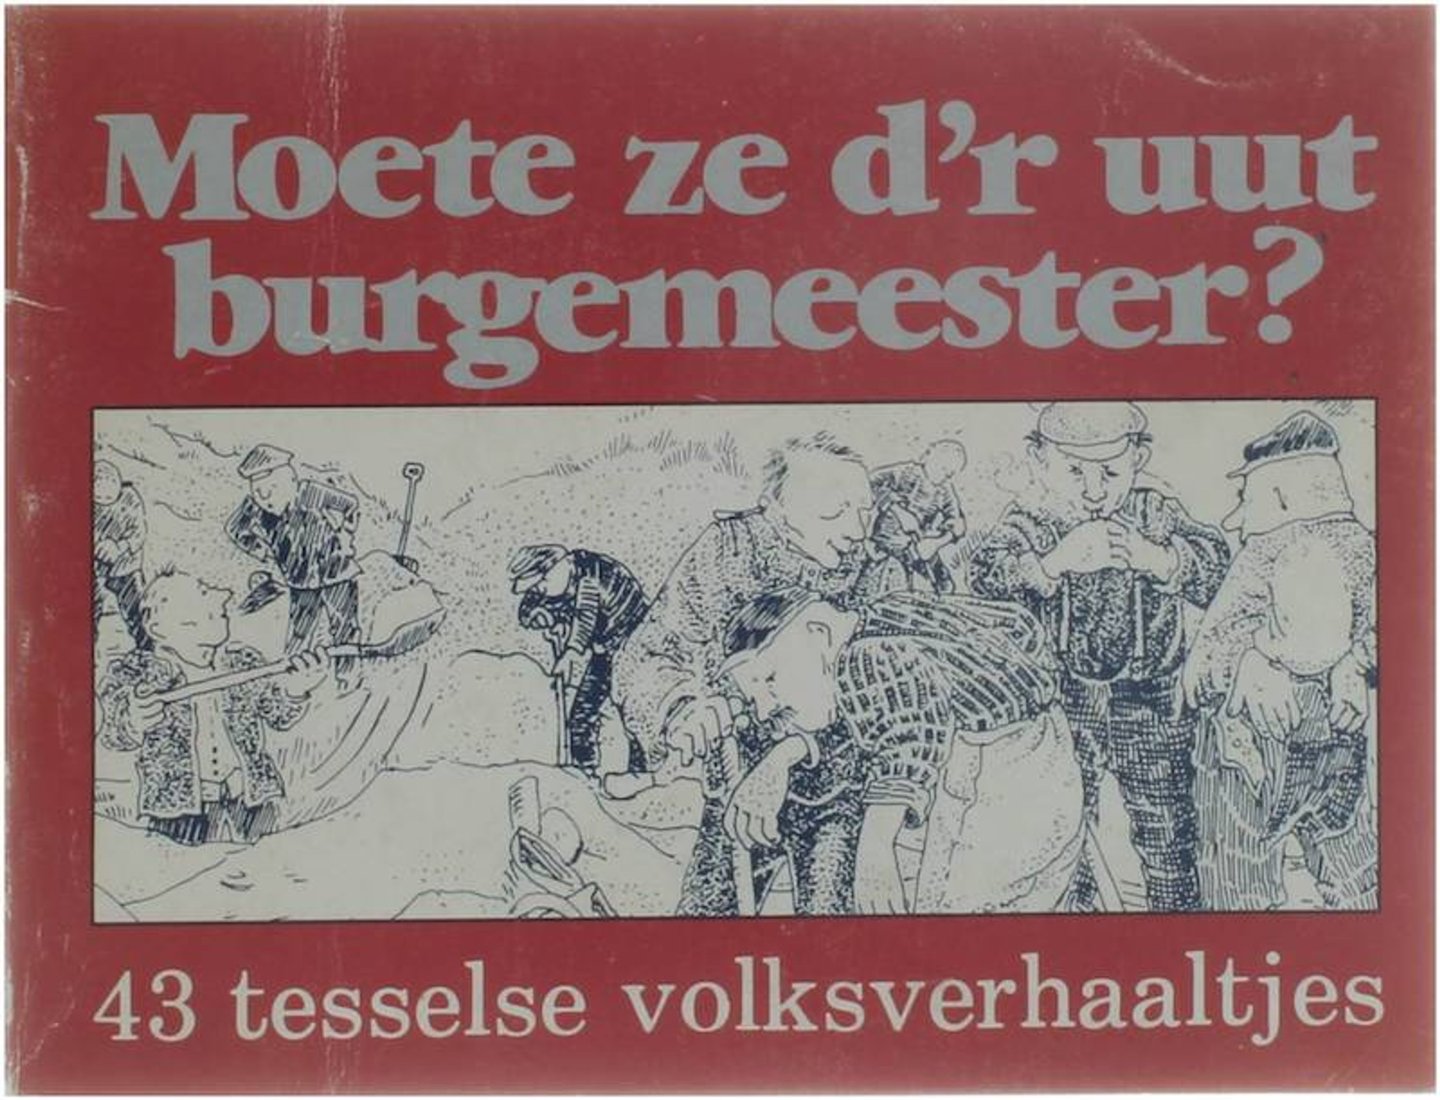 Moete ze d'r uut
burgemeester?
43 tesselse volksverhaaltjes